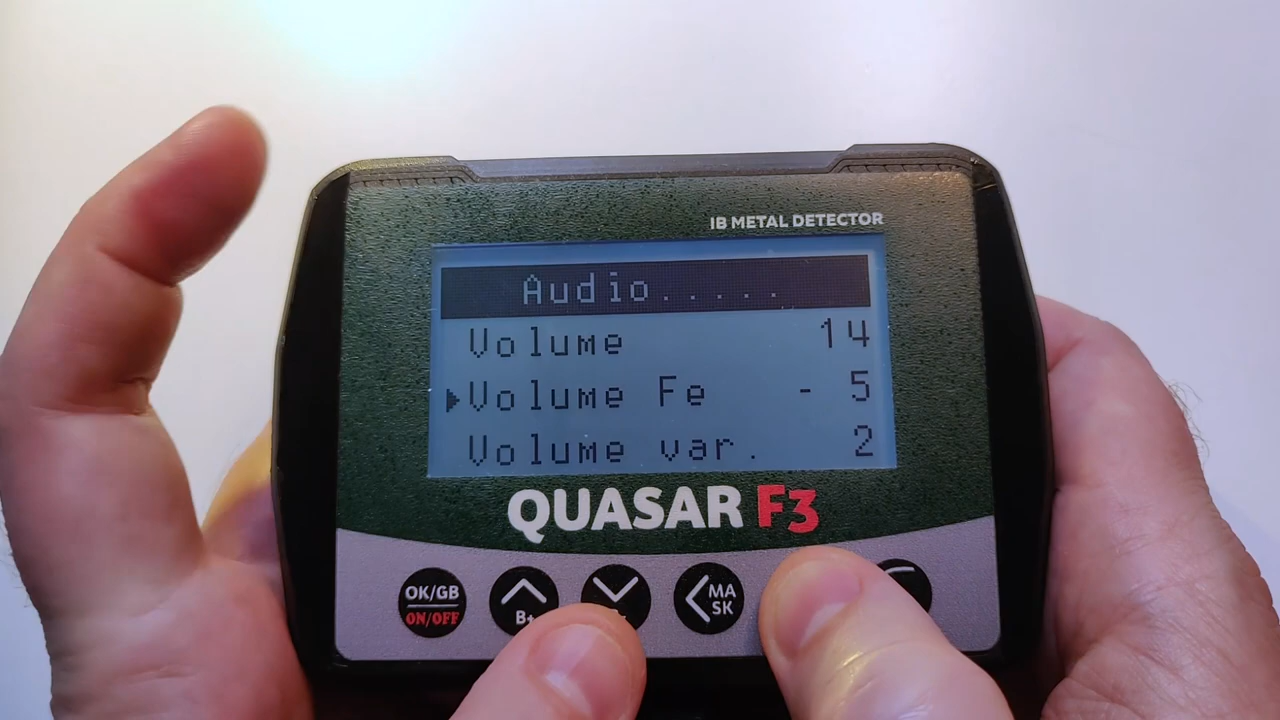 IB METAL DETECTOR
Audio.....
Volume 14
Volume Fe - 5
Volume var. 2
QUASAR F3
OK/GB
ON/OFF
MA
SK